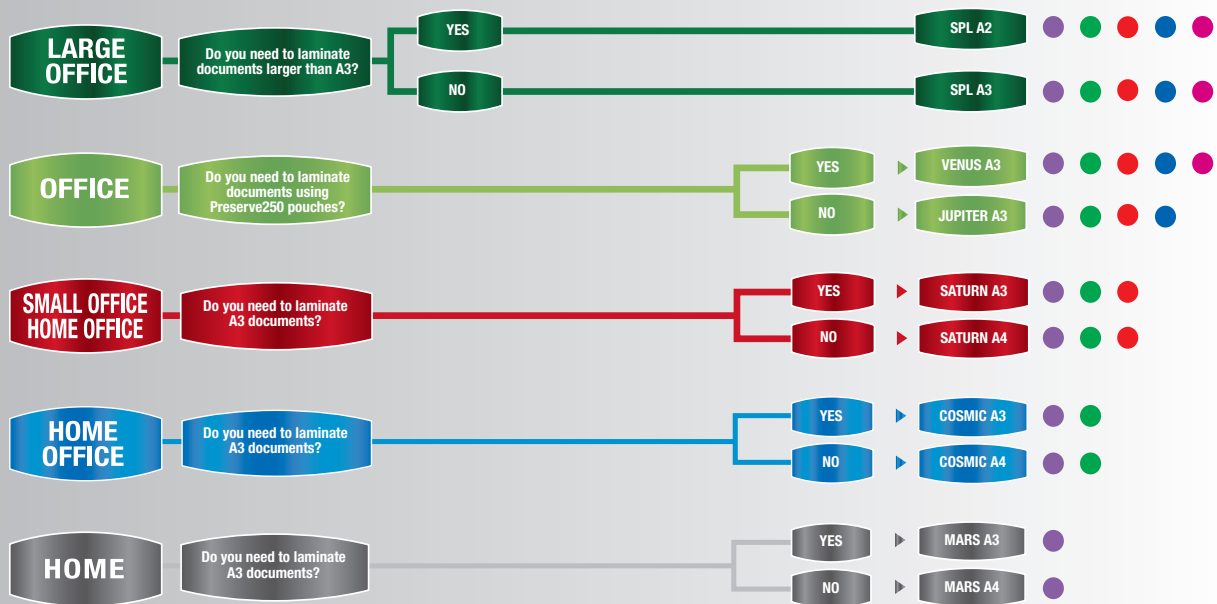 LARGE
OFFICE
Do you need to laminate
documents larger than A3?
YES
SPL A2
NO
SPL A3
OFFICE
Do you need to laminate
documents using
Preserve250 pouches?
YES
VENUS A3
NO
JUPITER A3
SMALL OFFICE
HOME OFFICE
Do you need to laminate
A3 documents?
YES
SATURN A3
NO
SATURN A4
HOME
OFFICE
Do you need to laminate
A3 documents?
YES
COSMIC A3
NO
COSMIC A4
HOME
Do you need to laminate
A3 documents?
YES
MARS A3
NO
MARS A4